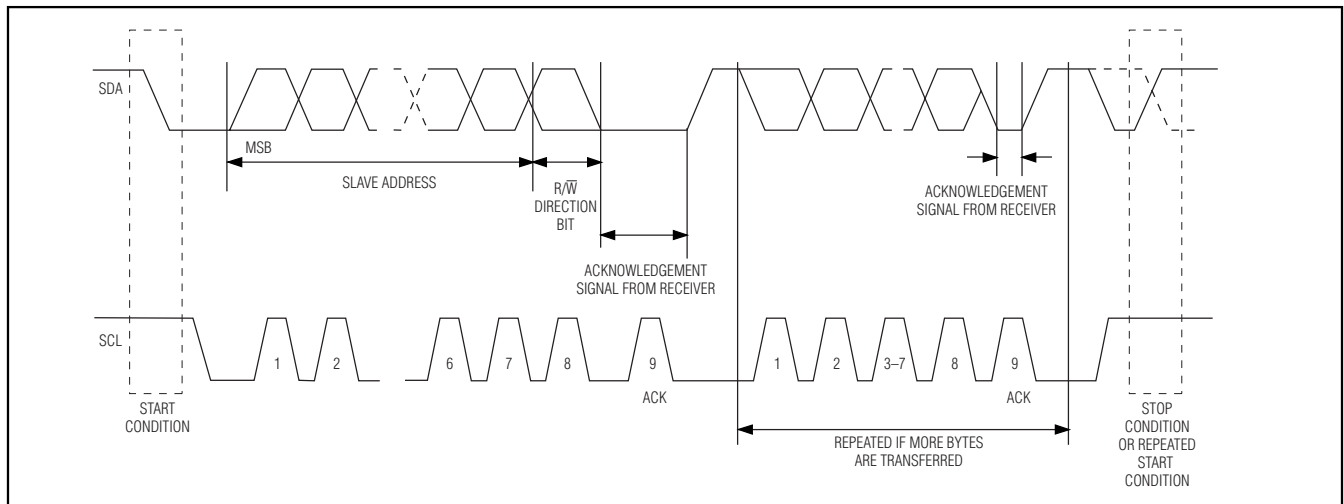 SDA
MSB
SLAVE ADDRESS
R/W̅
DIRECTION
BIT
ACKNOWLEDGEMENT
SIGNAL FROM RECEIVER
ACKNOWLEDGEMENT
SIGNAL FROM RECEIVER
SCL
1
2
6
7
8
9
1
2
3–7
8
9
ACK
ACK
START
CONDITION
REPEATED IF MORE BYTES
ARE TRANSFERRED
STOP
CONDITION
OR REPEATED
START
CONDITION